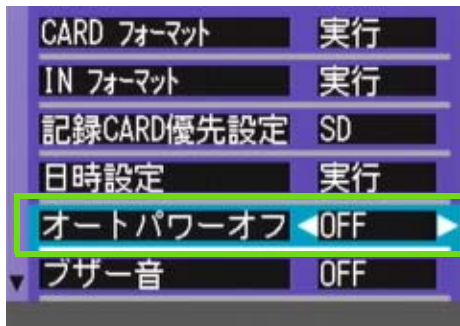 CARD フォーマット 実行
IN フォーマット 実行
記録CARD優先設定 SD
日時設定 実行
オートパワーオフ ◀OFF ▶
▼ ブザー音 OFF